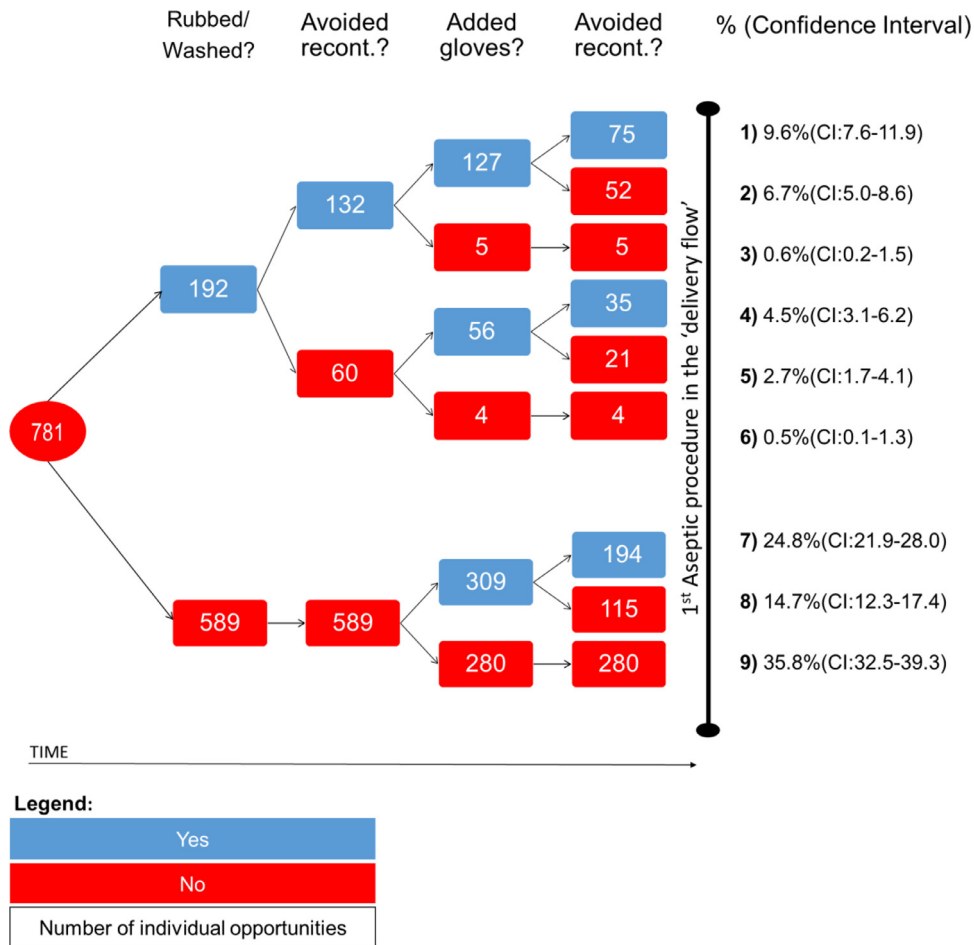 Rubbed/
Washed?
Avoided
recont.?
Added
gloves?
Avoided
recont.?
% (Confidence Interval)
75
1) 9.6%(CI:7.6-11.9)
127
132
52
2) 6.7%(CI:5.0-8.6)
5
5
3) 0.6%(CI:0.2-1.5)
192
35
4) 4.5%(CI:3.1-6.2)
56
60
21
5) 2.7%(CI:1.7-4.1)
4
4
6) 0.5%(CI:0.1-1.3)
781
194
7) 24.8%(CI:21.9-28.0)
309
589
589
115
8) 14.7%(CI:12.3-17.4)
280
280
9) 35.8%(CI:32.5-39.3)
1st Aseptic procedure in the ‘delivery flow’
TIME
Legend:
Yes
No
Number of individual opportunities